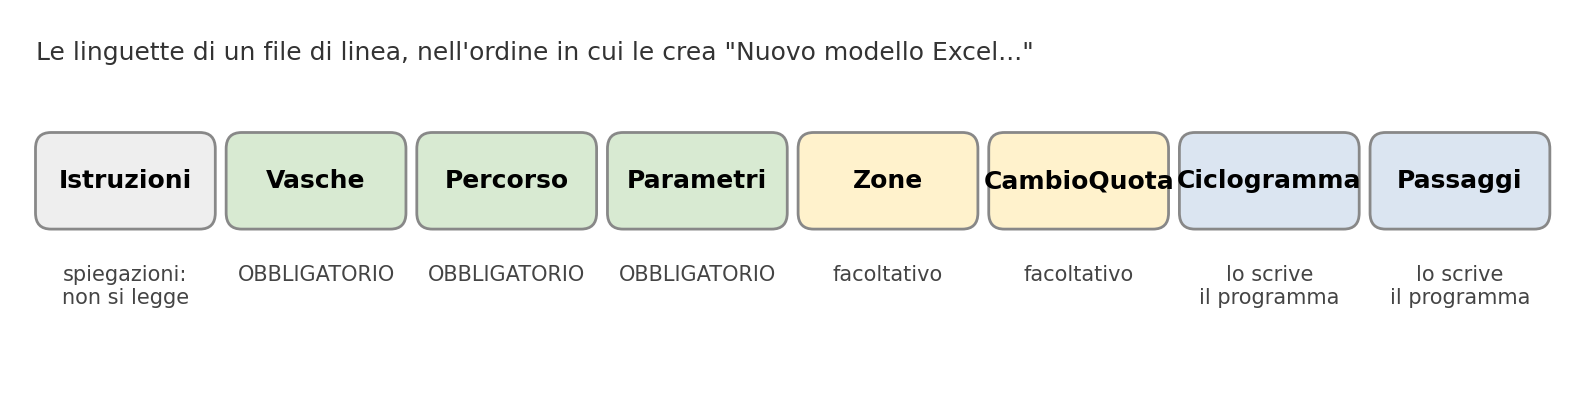 Le linguette di un file di linea, nell'ordine in cui le crea "Nuovo modello Excel..."
Istruzioni
Vasche
Percorso
Parametri
Zone
CambioQuota
Ciclogramma
Passaggi
spiegazioni:
non si legge
OBBLIGATORIO
OBBLIGATORIO
OBBLIGATORIO
facoltativo
facoltativo
lo scrive
il programma
lo scrive
il programma